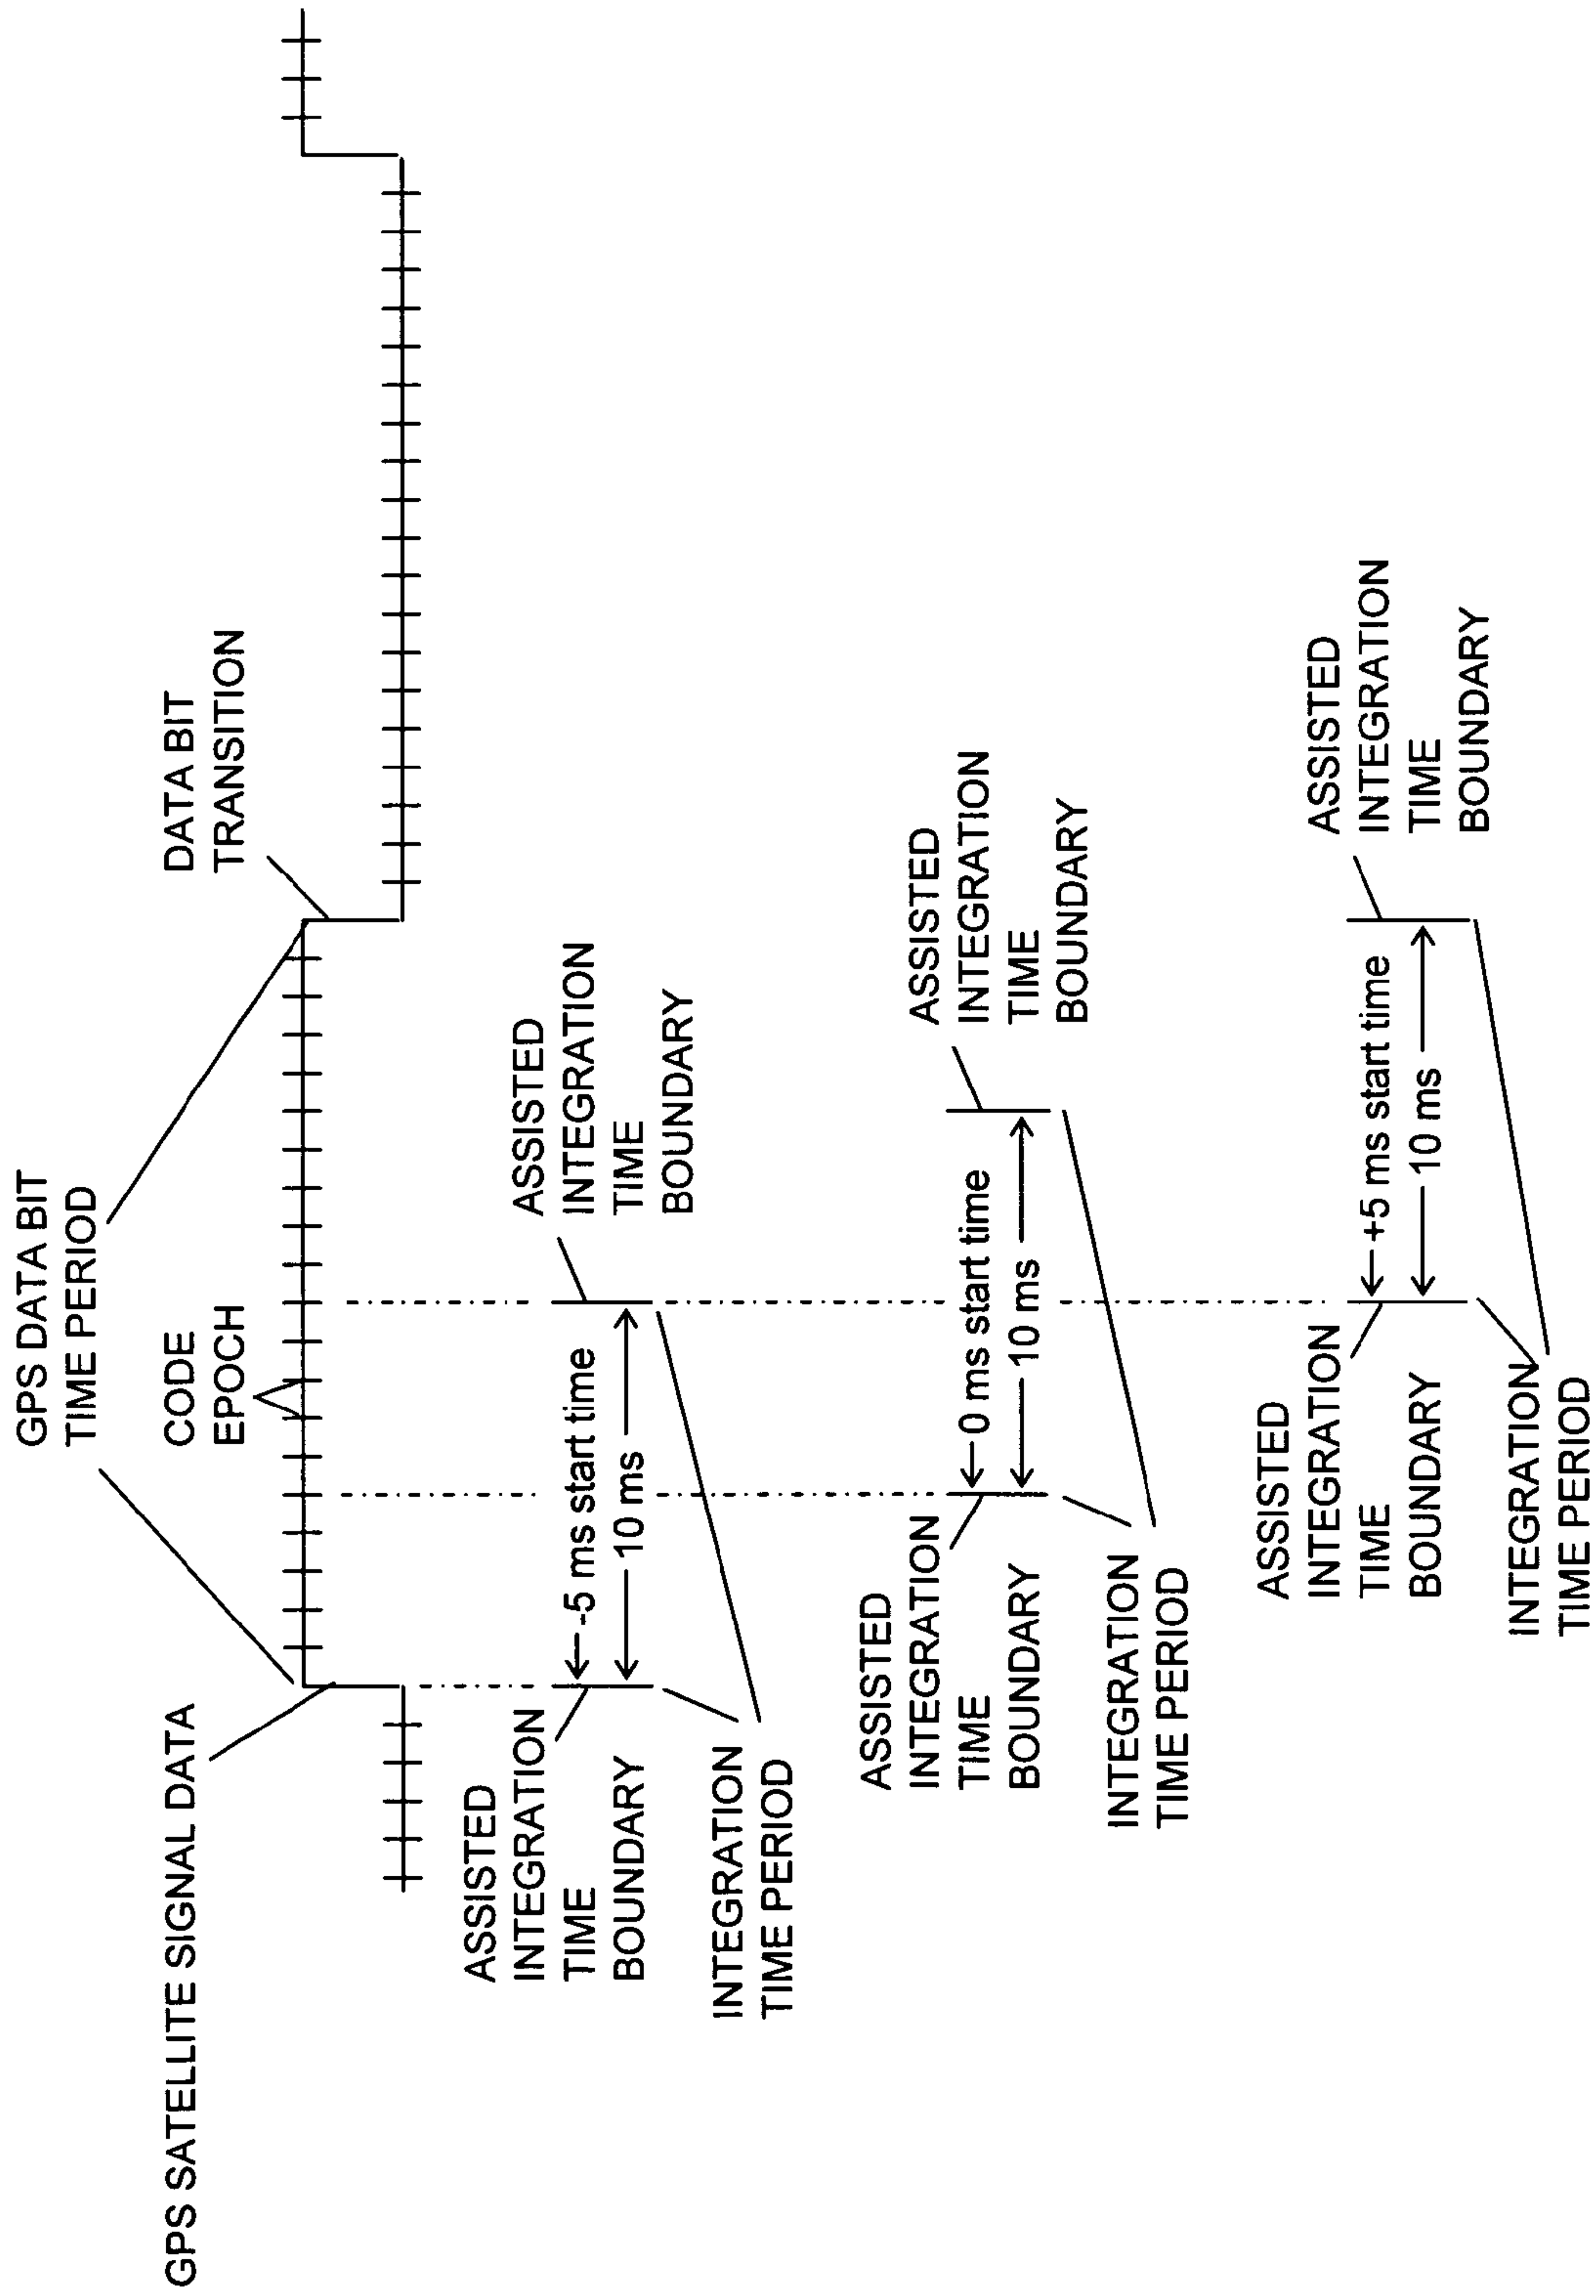 GPS DATA BIT
TIME PERIOD
GPS SATELLITE SIGNAL DATA
CODE
EPOCH
DATA BIT
TRANSITION
ASSISTED
INTEGRATION
TIME
BOUNDARY
-5 ms start time
10 ms
ASSISTED
INTEGRATION
TIME
BOUNDARY
INTEGRATION
TIME PERIOD
ASSISTED
INTEGRATION
TIME
BOUNDARY
0 ms start time
10 ms
ASSISTED
INTEGRATION
TIME
BOUNDARY
INTEGRATION
TIME PERIOD
ASSISTED
INTEGRATION
TIME
BOUNDARY
+5 ms start time
10 ms
ASSISTED
INTEGRATION
TIME
BOUNDARY
INTEGRATION
TIME PERIOD